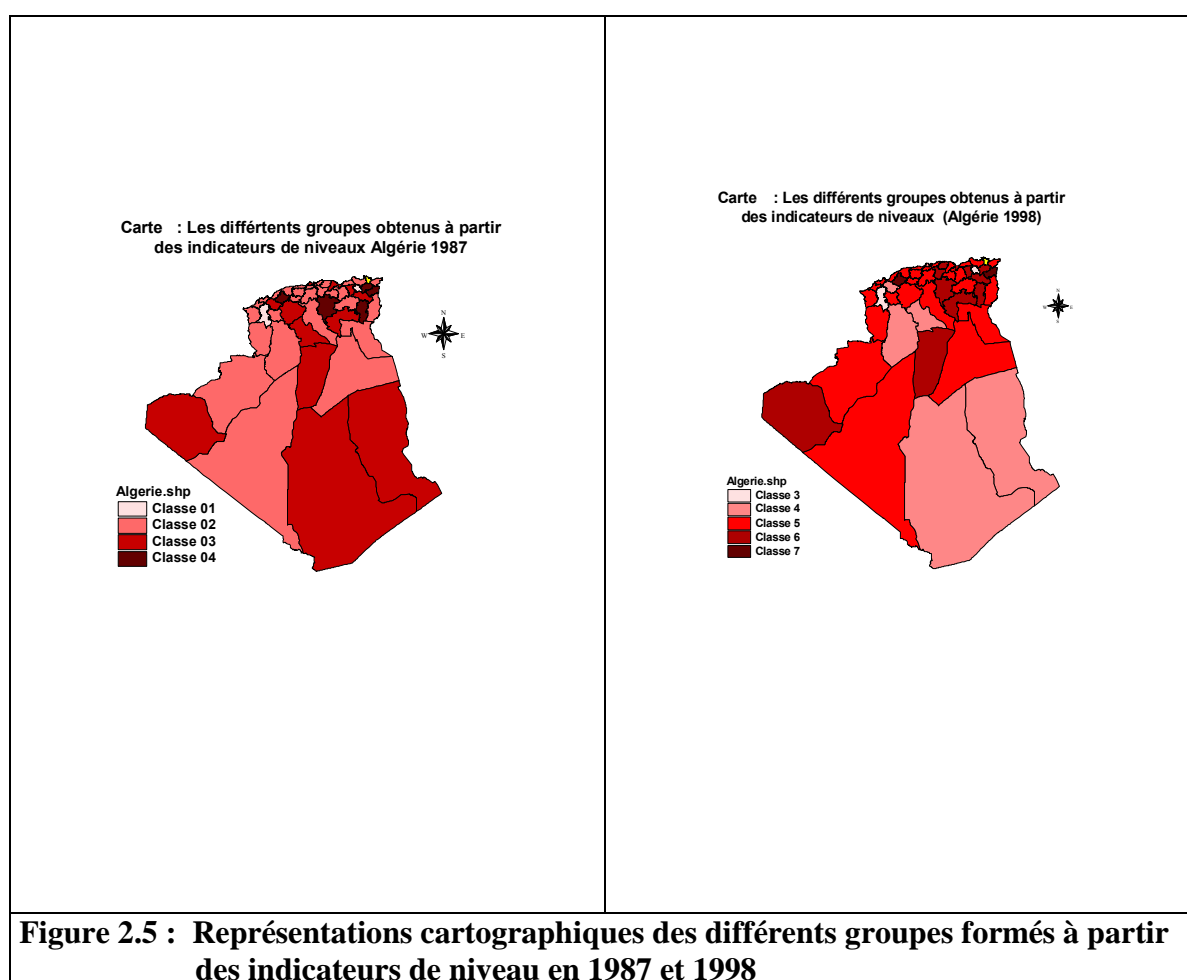 Carte : Les différtents groupes obtenus à partir
des indicateurs de niveaux Algérie 1987
N
W E
S
Algerie.shp
Classe 01
Classe 02
Classe 03
Classe 04
Carte : Les différents groupes obtenus à partir
des indicateurs de niveaux (Algérie 1998)
N
W E
S
Algerie.shp
Classe 3
Classe 4
Classe 5
Classe 6
Classe 7
Figure 2.5 : Représentations cartographiques des différents groupes formés à partir
des indicateurs de niveau en 1987 et 1998